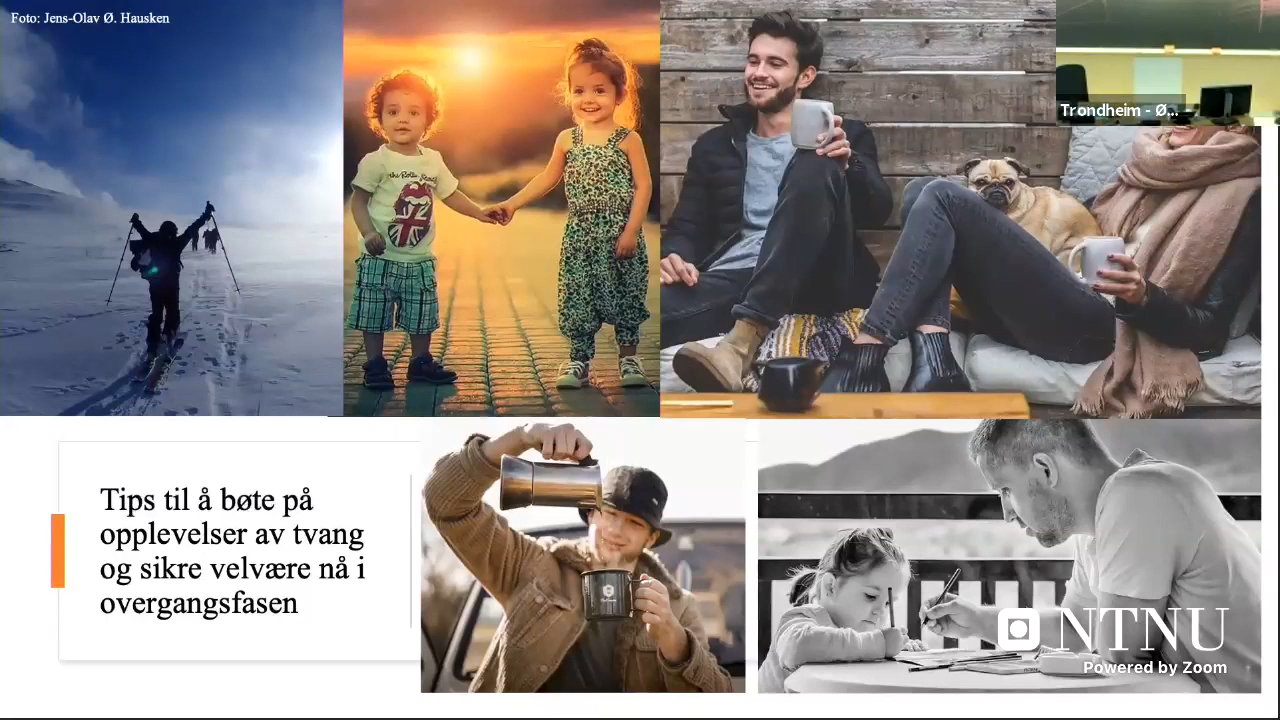 Foto: Jens-Olav Ø. Hausken
Trondheim - Ø...
Tips til å bøte på
opplevelser av tvang
og sikre velvære nå i
overgangsfasen
NTNU
Powered by Zoom